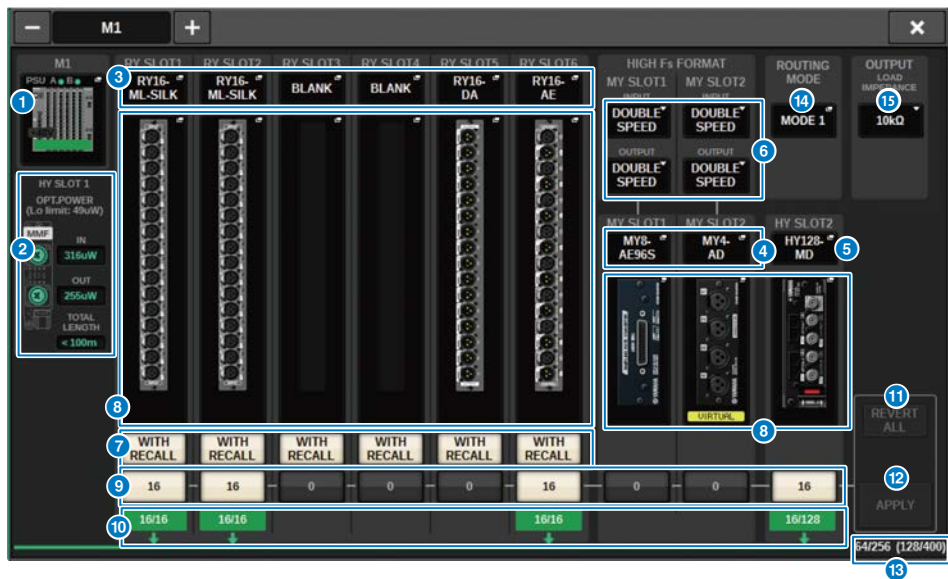 M1
M1
RY SLOT1 RY SLOT2 RY SLOT3 RY SLOT4 RY SLOT5 RY SLOT6
HIGH Fs FORMAT
ROUTING MODE
OUTPUT
LOAD IMPEDANCE
PSU A B
1
3
RY16-ML-SILK
RY16-ML-SILK
BLANK
BLANK
RY16-DA
RY16-AE
MY SLOT1 MY SLOT2
INPUT INPUT
DOUBLE SPEED
DOUBLE SPEED
OUTPUT OUTPUT
DOUBLE SPEED
DOUBLE SPEED
6
14
MODE 1
15
10kΩ
HY SLOT 1
OPT.POWER
(Lo limit: 49uW)
MMF
2
IN
316uW
OUT
255uW
TOTAL LENGTH
< 100m
MY SLOT1 MY SLOT2 HY SLOT2
MY8-AE96S
MY4-AD
4
HY128-MD
5
8
VIRTUAL
8
7
WITH RECALL
WITH RECALL
WITH RECALL
WITH RECALL
WITH RECALL
WITH RECALL
11
REVERT ALL
9
16 16 0 0 0 16 0 0 16
12
APPLY
10
16/16 16/16 16/16 16/128
64/256 (128/400)
13